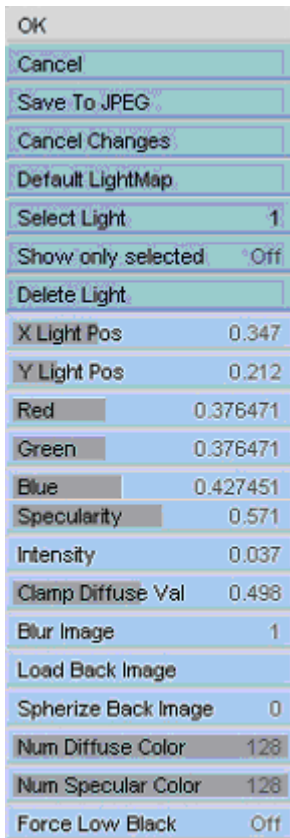 OK
Cancel
Save To JPEG
Cancel Changes
Default LightMap
Select Light 1
Show only selected Off
Delete Light
X Light Pos 0.347
Y Light Pos 0.212
Red 0.376471
Green 0.376471
Blue 0.427451
Specularity 0.571
Intensity 0.037
Clamp Diffuse Val 0.498
Blur Image 1
Load Back Image
Spherize Back Image 0
Num Diffuse Color 128
Num Specular Color 128
Force Low Black Off